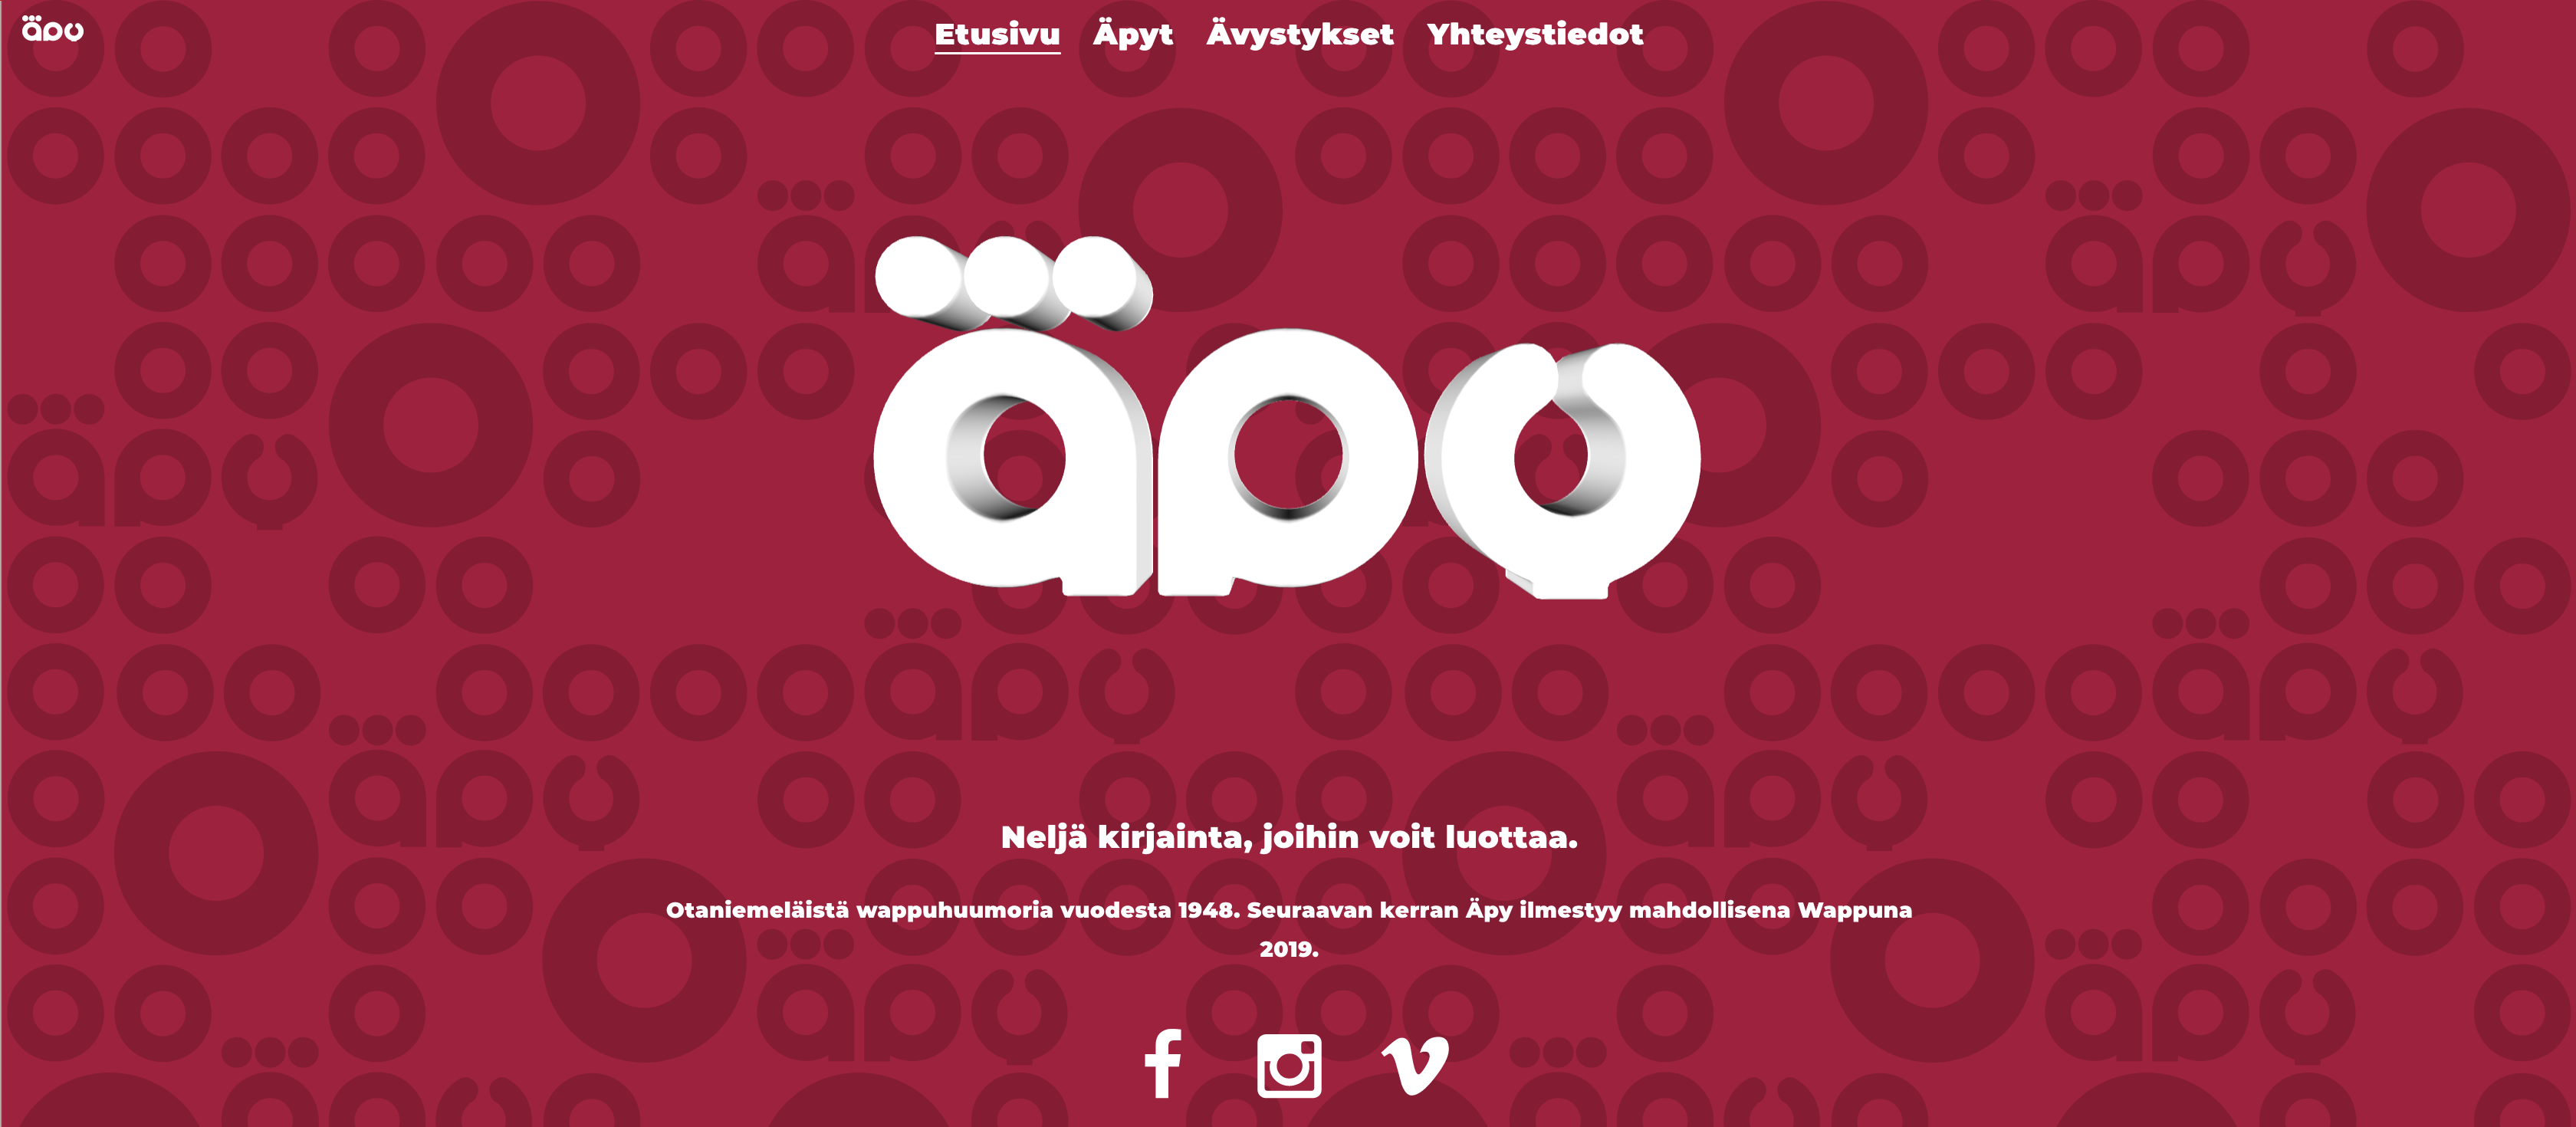 äpy
Etusivu Äpyt Ävystykset Yhteystiedot
äpy
Neljä kirjainta, joihin voit luottaa.
Otaniemeläistä wappuhuumoria vuodesta 1948. Seuraavan kerran Äpy ilmestyy mahdollisena Wappuna
2019.